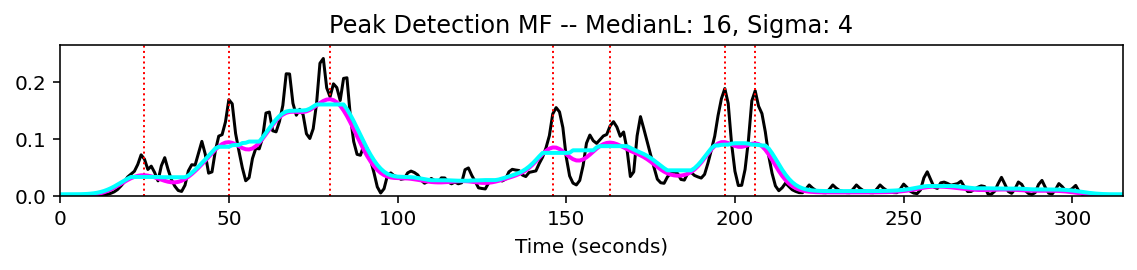 Peak Detection MF -- MedianL: 16, Sigma: 4
0.2
0.1
0.0
0 50 100 150 200 250 300
Time (seconds)